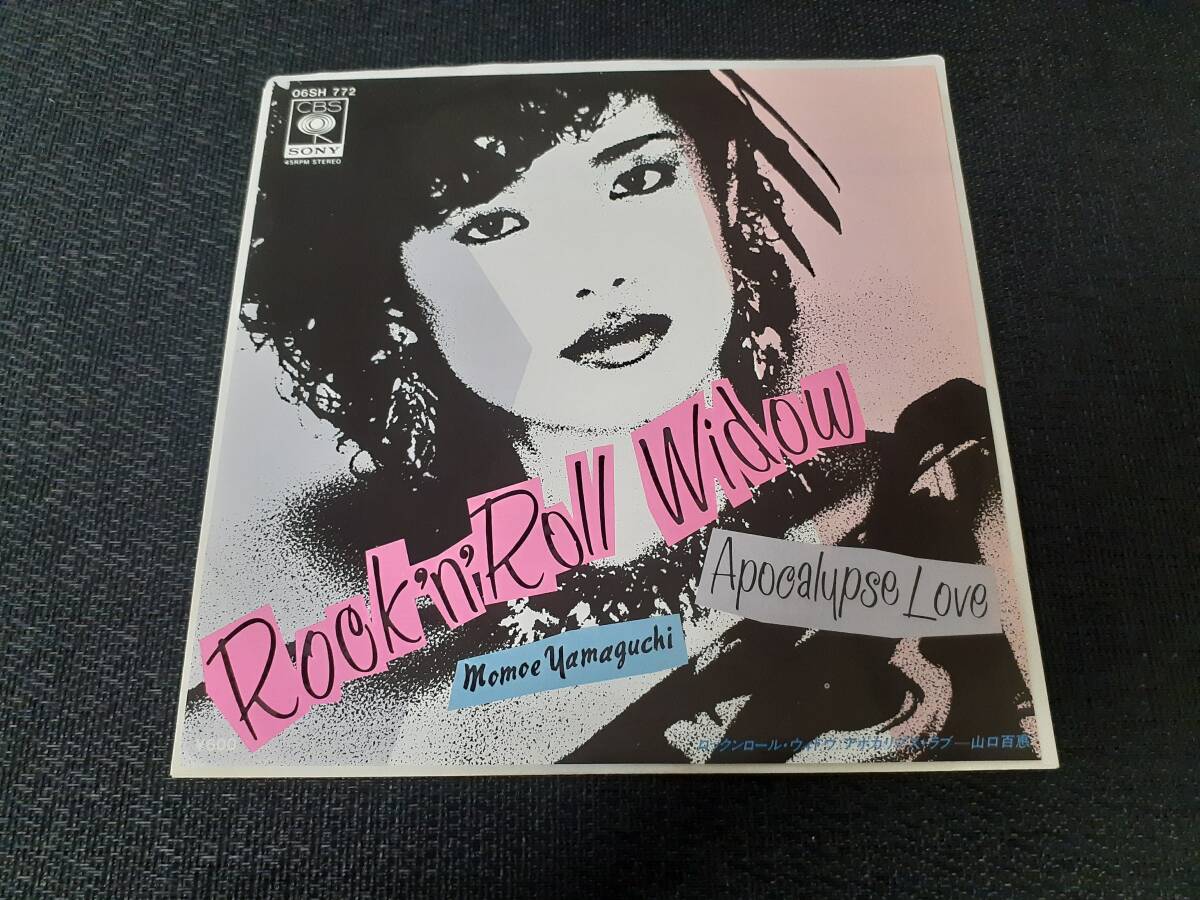 06SH 772
CBS
SONY
45RPM STEREO
Rock'n'Roll Widow
Apocalypse Love
Momoe Yamaguchi
¥600
ロックンロール・ウィドウ/アポカリプス・ラブ—山口百恵